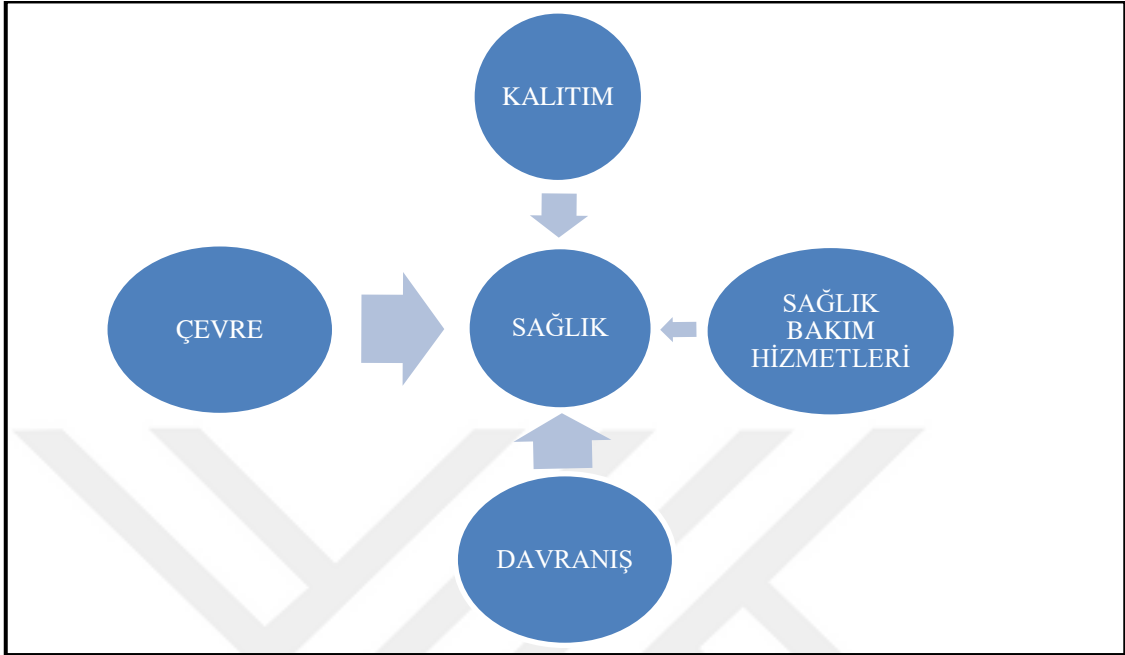 KALITIM
ÇEVRE
SAĞLIK
SAĞLIK
BAKIM
HİZMETLERİ
DAVRANIŞ